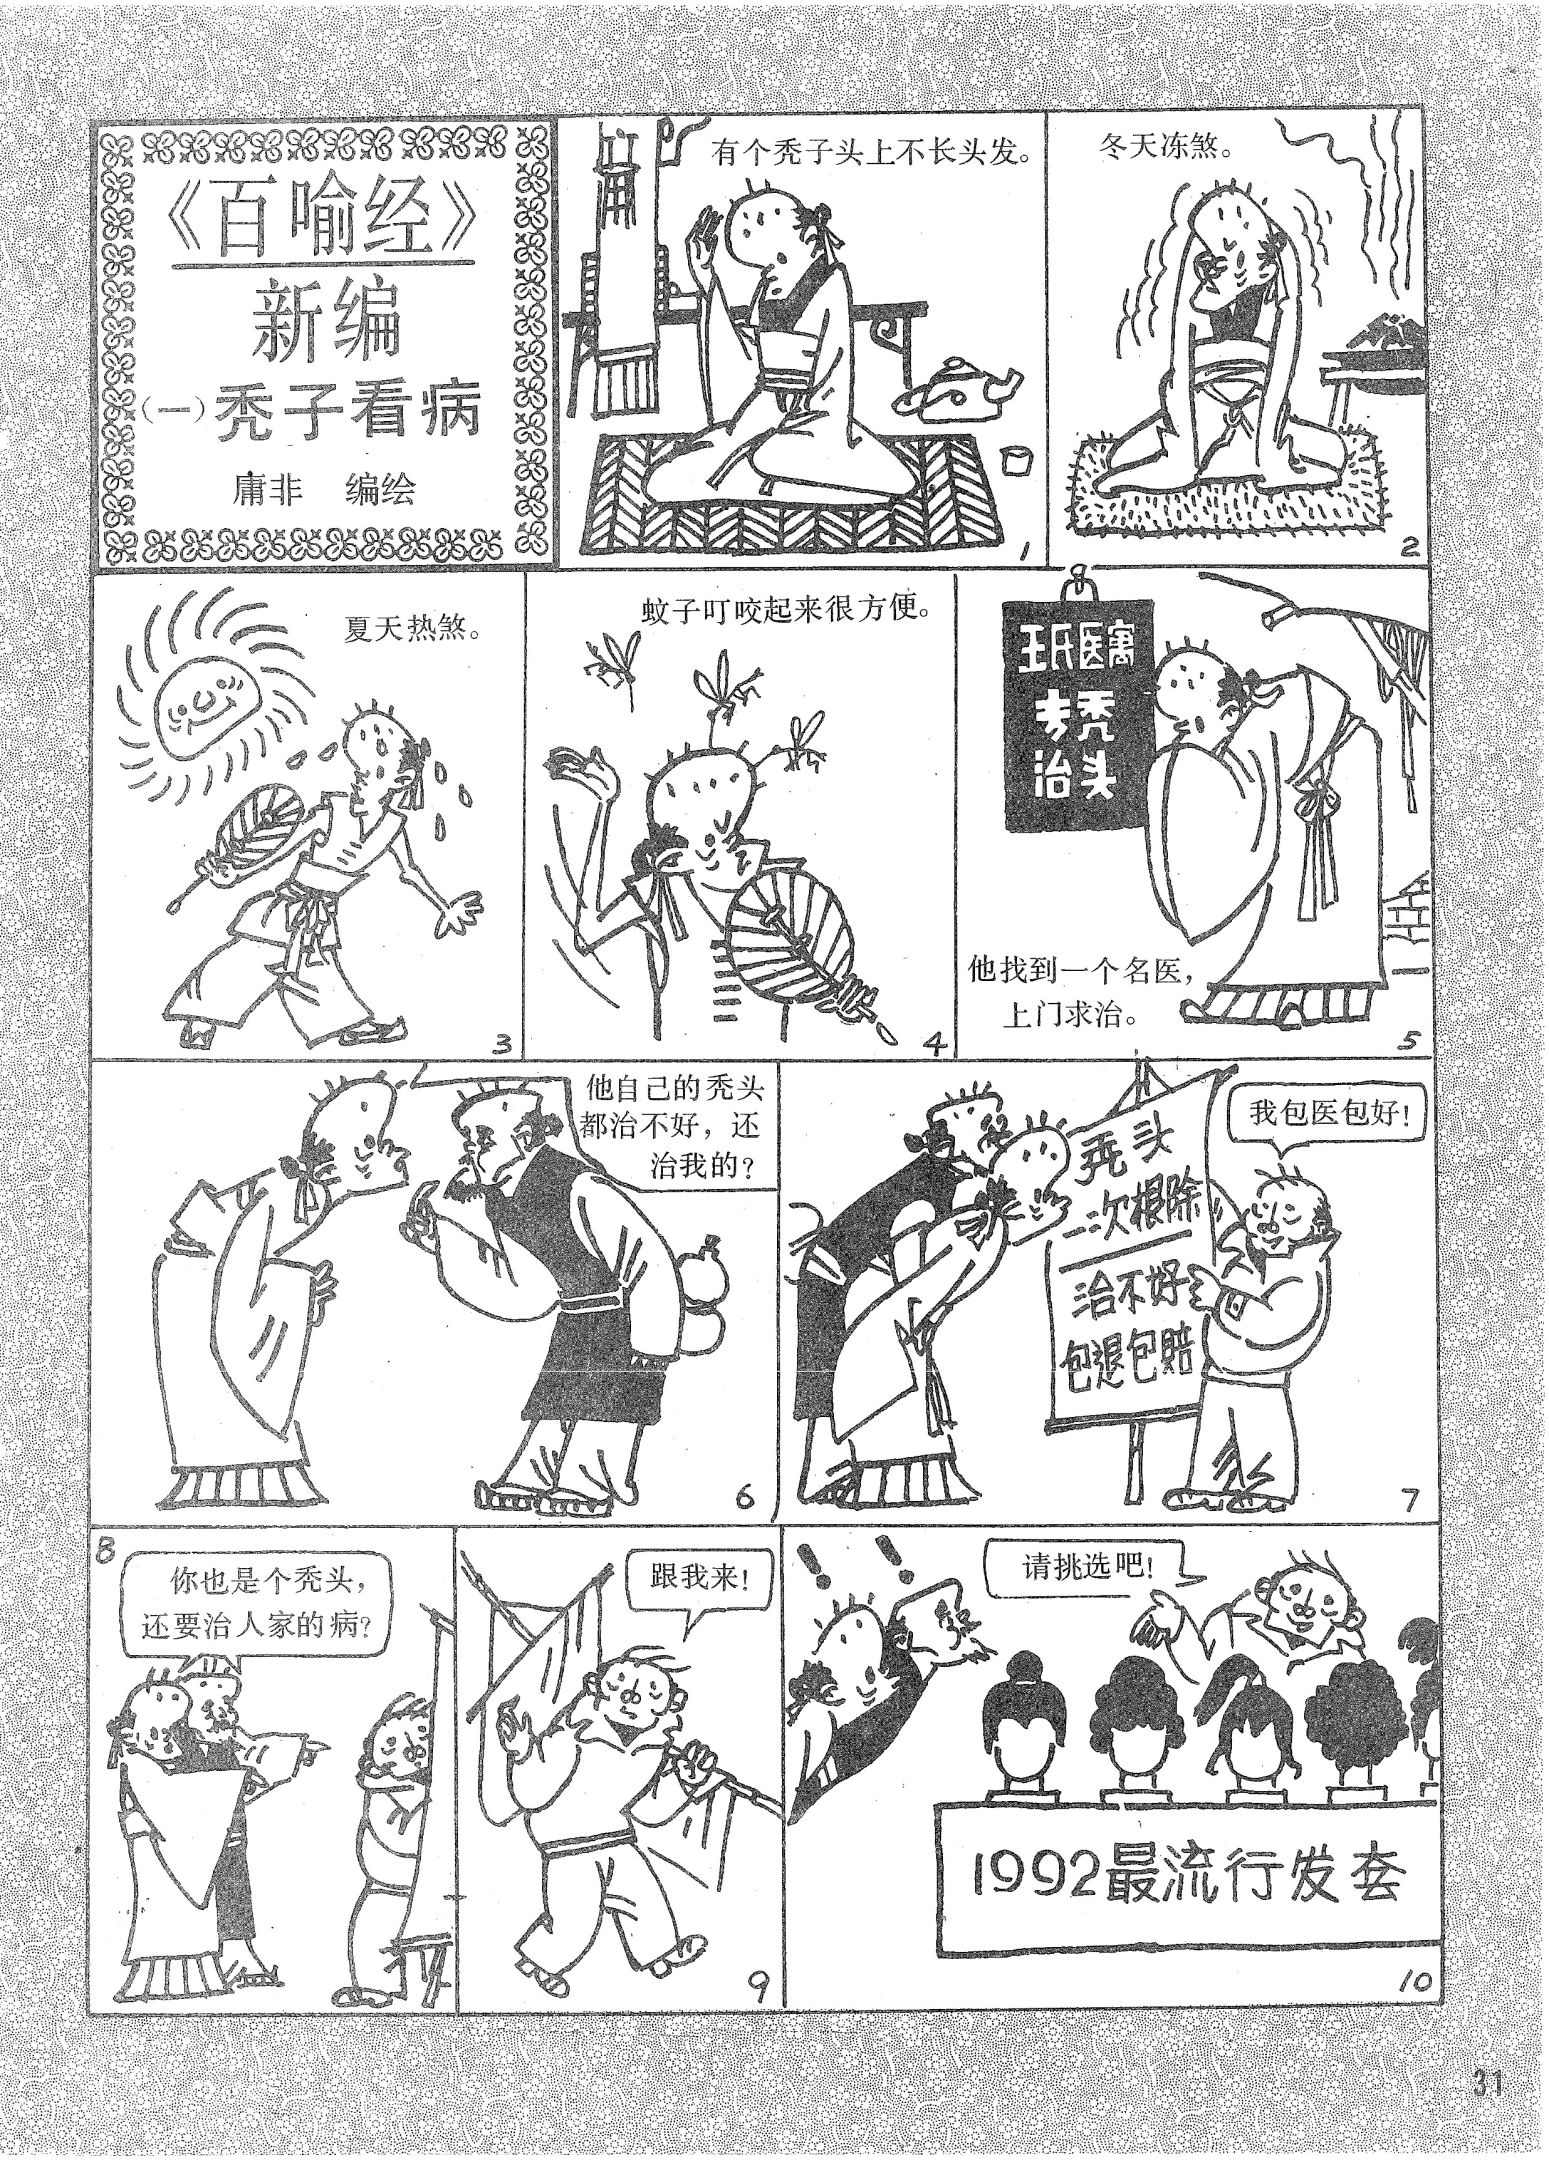 《百喻经》
新编
(一)秃子看病
庸非 编绘
有个秃子头上不长头发。
1
冬天冻煞。
2
夏天热煞。
3
蚊子叮咬起来很方便。
4
王氏医寓
专秃
治头
他找到一个名医，
上门求治。
5
他自己的秃头
都治不好，还
治我的？
6
秃头
一次根除
治不好
包退包赔
我包医包好！
7
8
你也是个秃头，
还要治人家的病？
跟我来！
9
请挑选吧！
1992最流行发套
10
31